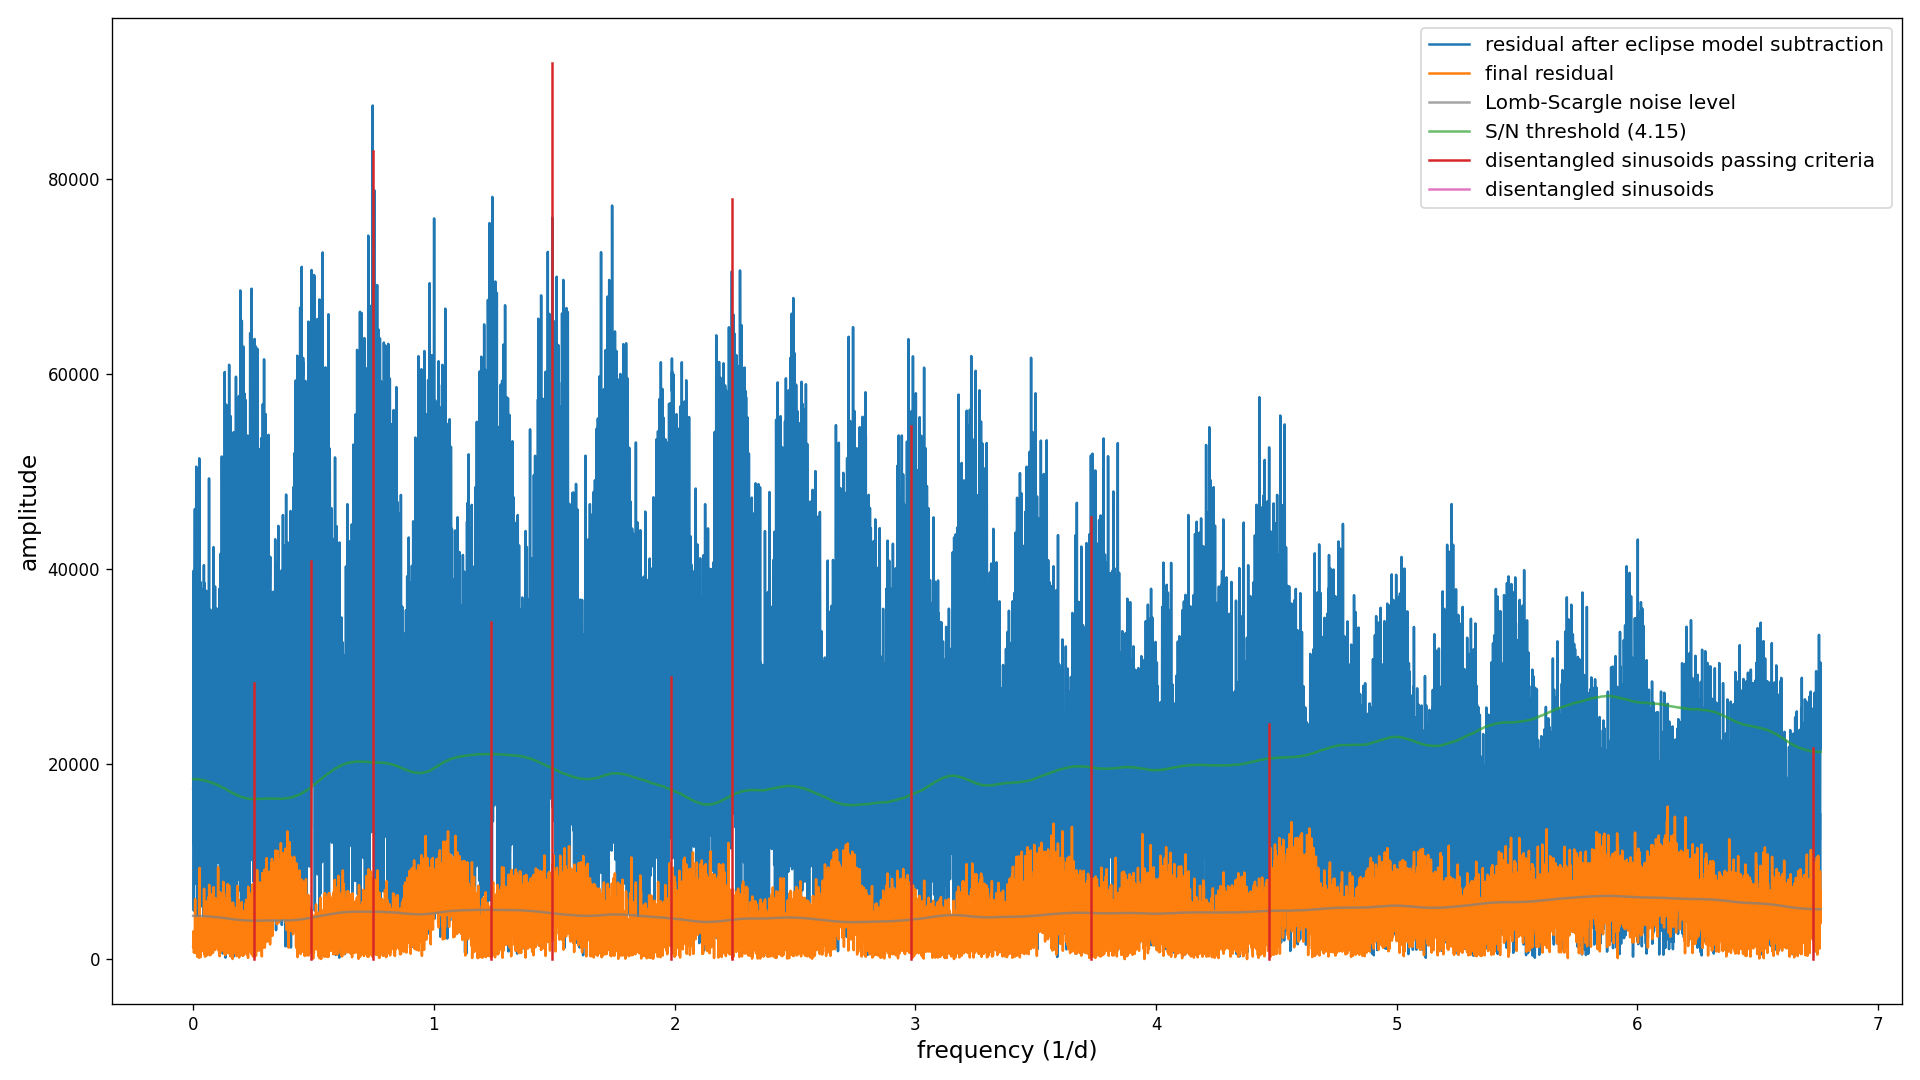 residual after eclipse model subtraction
final residual
Lomb-Scargle noise level
S/N threshold (4.15)
disentangled sinusoids passing criteria
disentangled sinusoids
80000
60000
40000
20000
0
amplitude
0 1 2 3 4 5 6 7
frequency (1/d)